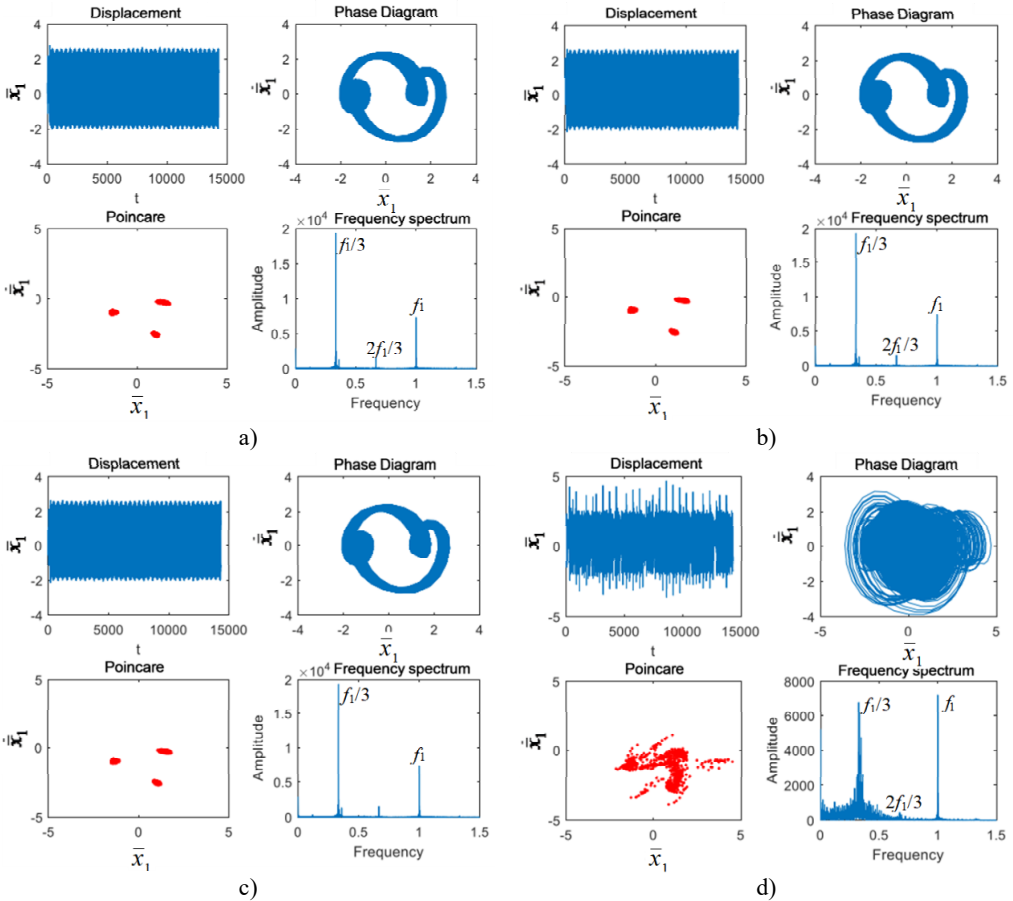 Displacement
4
2
0
-2
-4
0 5000 10000 15000
t
x̄̇1
Phase Diagram
4
2
0
-2
-4
-4 -2 0 2 4
x̄1
x̄̇1
Poincare
5
0
-5
-5 0 5
x̄1
x̄̇1
×10⁴ Frequency spectrum
2
1.5
1
0.5
0
0 0.5 1 1.5
Amplitude
Frequency
f1/3
2f1/3
f1
a)
Displacement
4
2
0
-2
-4
0 5000 10000 15000
t
x̄1
Phase Diagram
4
2
0
-2
-4
-4 -2 0 2 4
x̄1
x̄̇1
Poincare
5
0
-5
-5 0 5
x̄1
x̄̇1
×10⁴ Frequency spectrum
2
1.5
1
0.5
0
0 0.5 1 1.5
Amplitude
Frequency
f1/3
2f1/3
f1
b)
Displacement
4
2
0
-2
-4
0 5000 10000 15000
t
x̄1
Phase Diagram
4
2
0
-2
-4
-4 -2 0 2 4
x̄1
x̄̇1
Poincare
5
0
-5
-5 0 5
x̄1
x̄̇1
×10⁴ Frequency spectrum
2
1.5
1
0.5
0
0 0.5 1 1.5
Amplitude
Frequency
f1/3
f1
c)
Displacement
5
0
-5
0 5000 10000 15000
t
x̄1
Phase Diagram
5
0
-5
-5 0 5
x̄1
x̄̇1
Poincare
5
0
-5
-5 0 5
x̄1
x̄̇1
Frequency spectrum
8000
6000
4000
2000
0
0 0.5 1 1.5
Amplitude
Frequency
f1/3
2f1/3
f1
d)